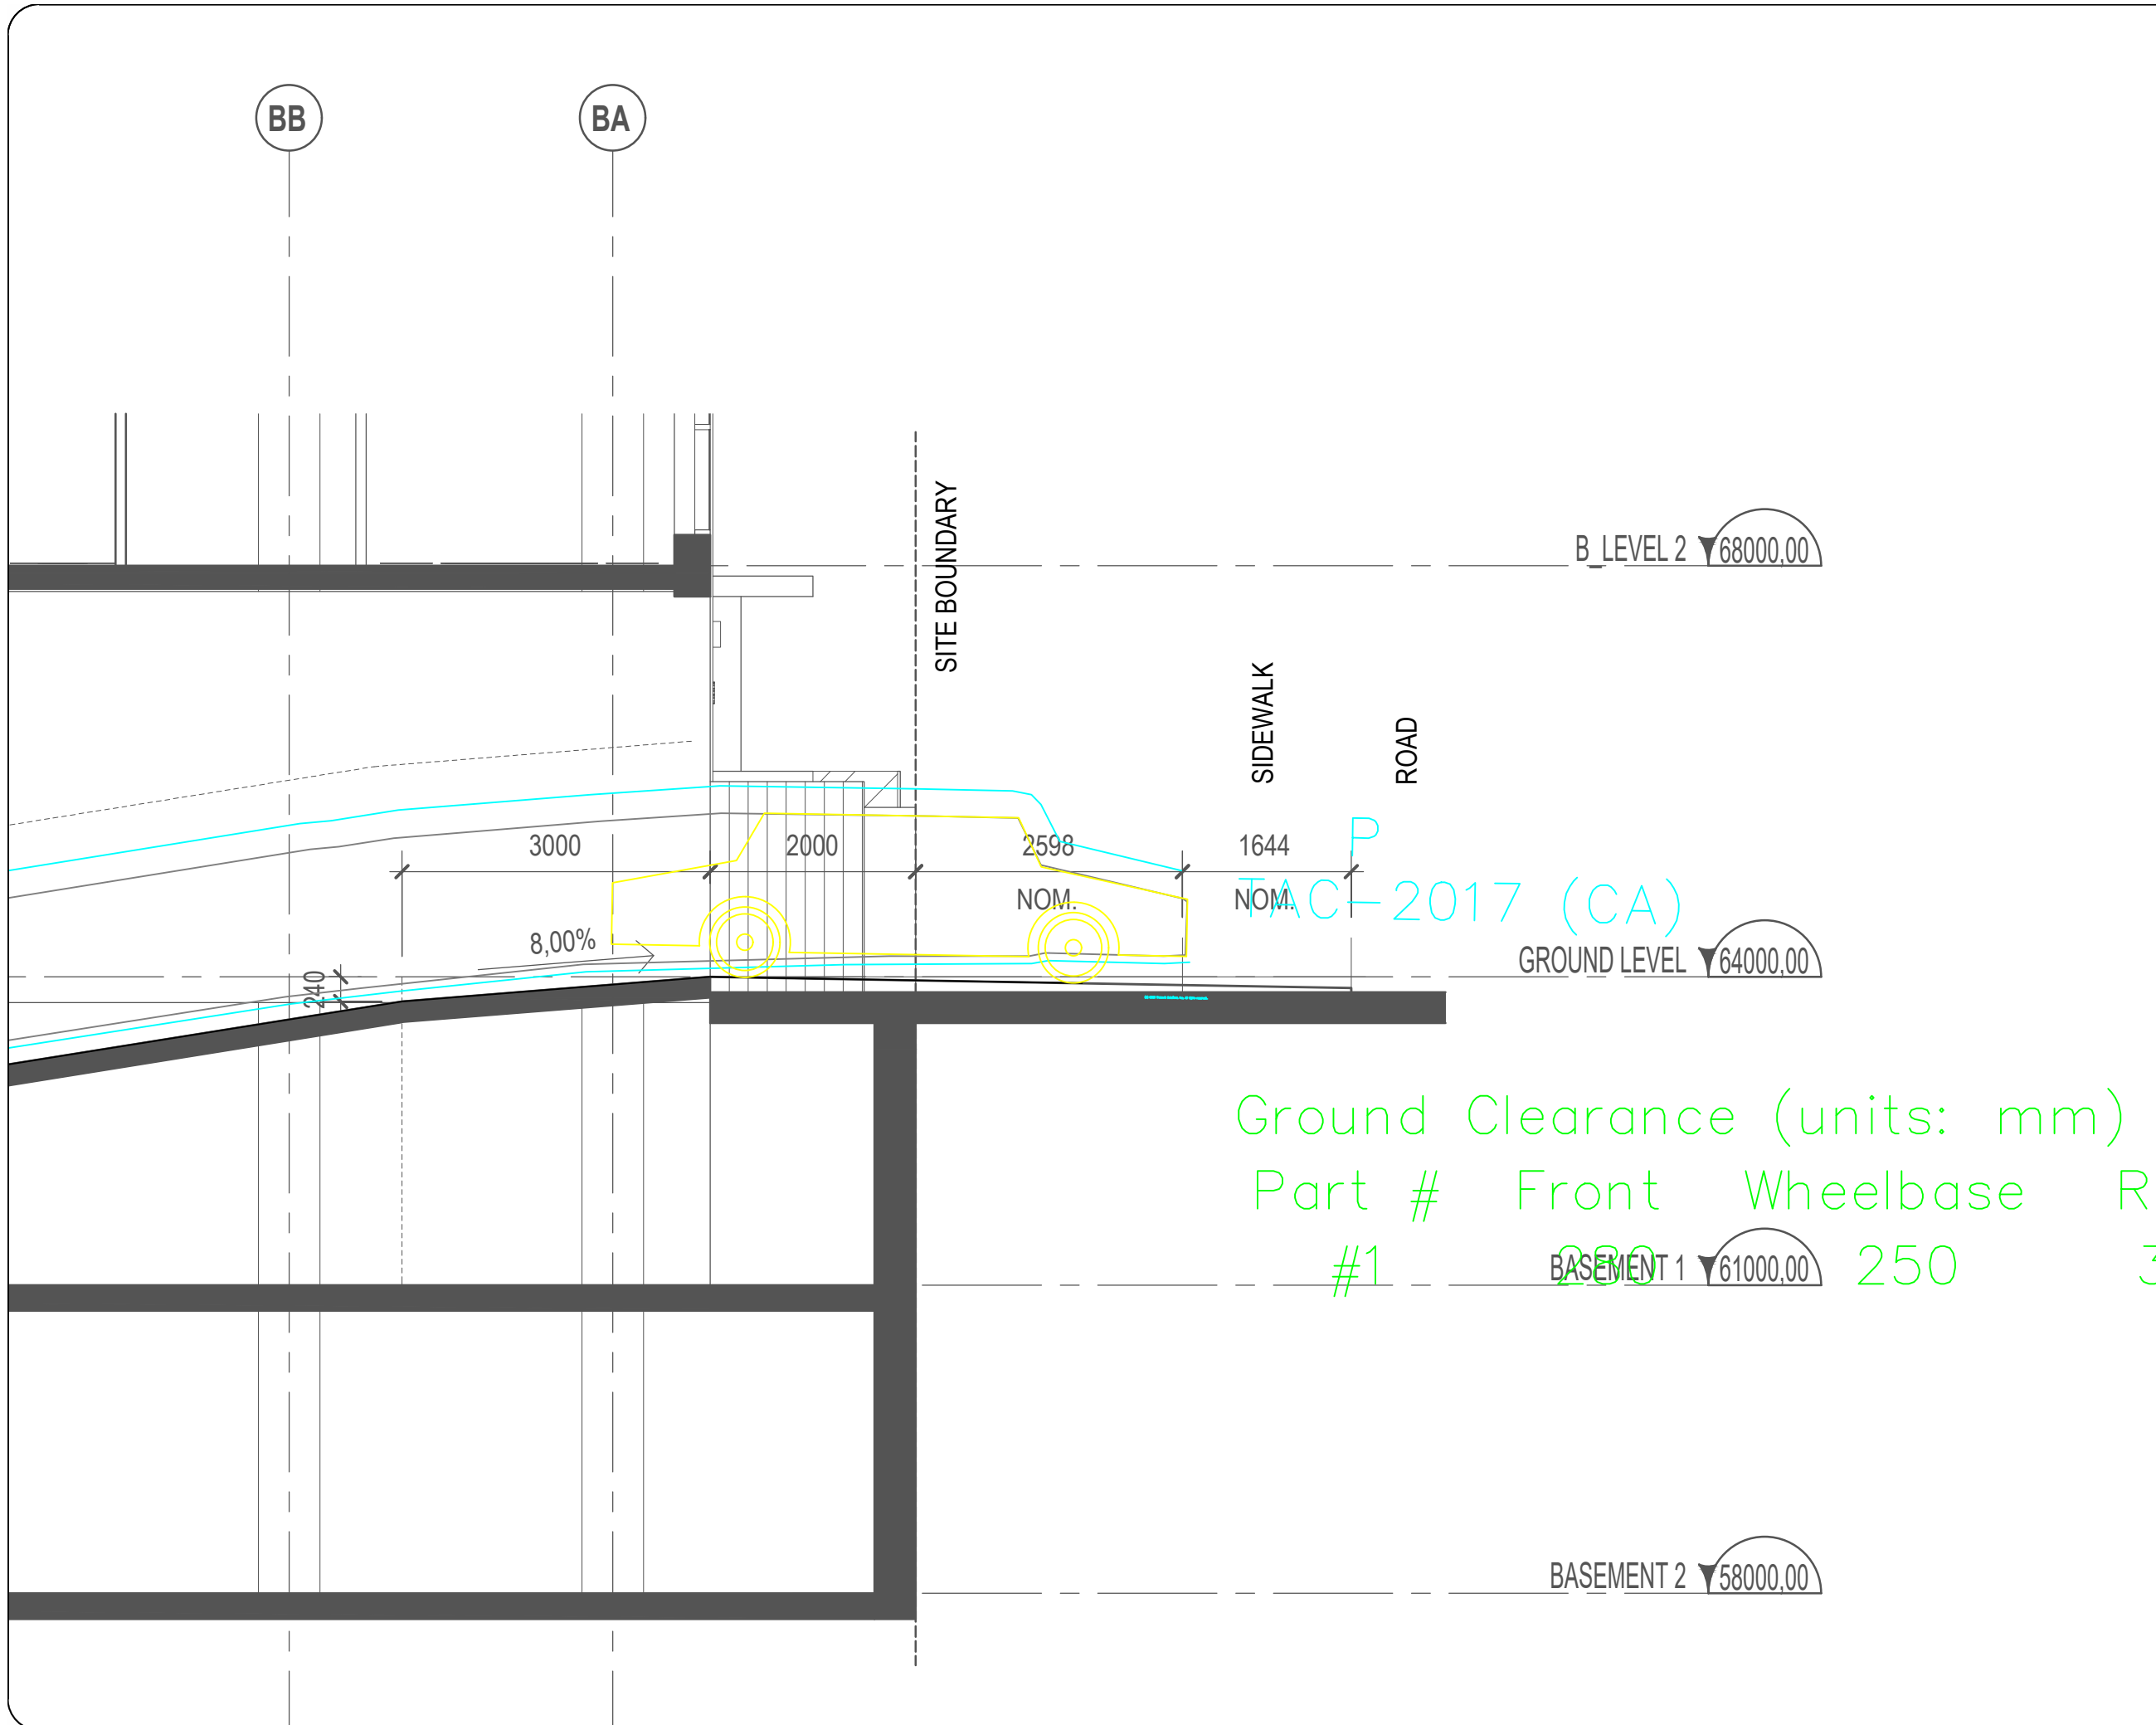 BB
BA
SITE BOUNDARY
B_LEVEL 2
68000,00
SIDEWALK
ROAD
3000
2000
2598
1644
P
NOM.
NOM.
TAC-2017 (CA)
8,00%
240
GROUND LEVEL
64000,00
Ground Clearance (units: mm)
Part # Front Wheelbase
#1 280 250
BASEMENT 1
61000,00
BASEMENT 2
58000,00